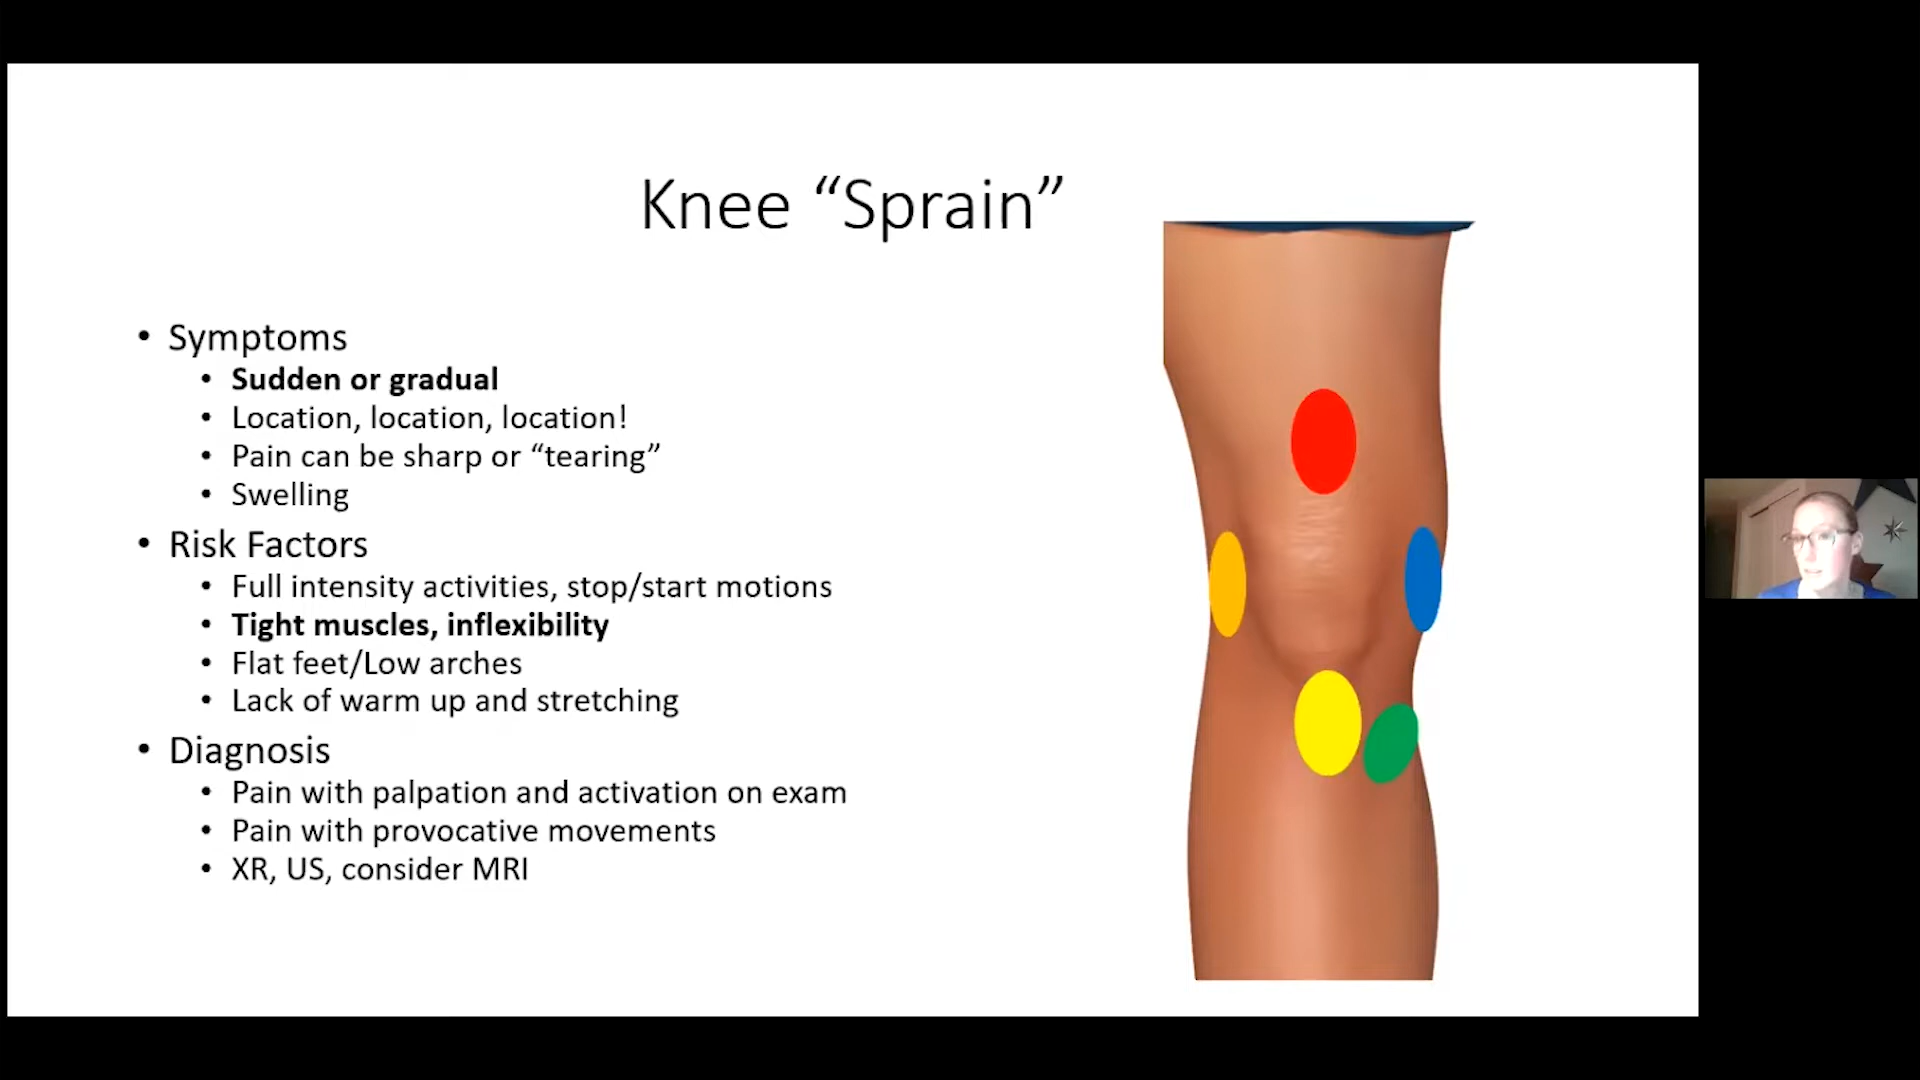 Knee “Sprain”
• Symptoms
• Sudden or gradual
• Location, location, location!
• Pain can be sharp or “tearing”
• Swelling
• Risk Factors
• Full intensity activities, stop/start motions
• Tight muscles, inflexibility
• Flat feet/Low arches
• Lack of warm up and stretching
• Diagnosis
• Pain with palpation and activation on exam
• Pain with provocative movements
• XR, US, consider MRI